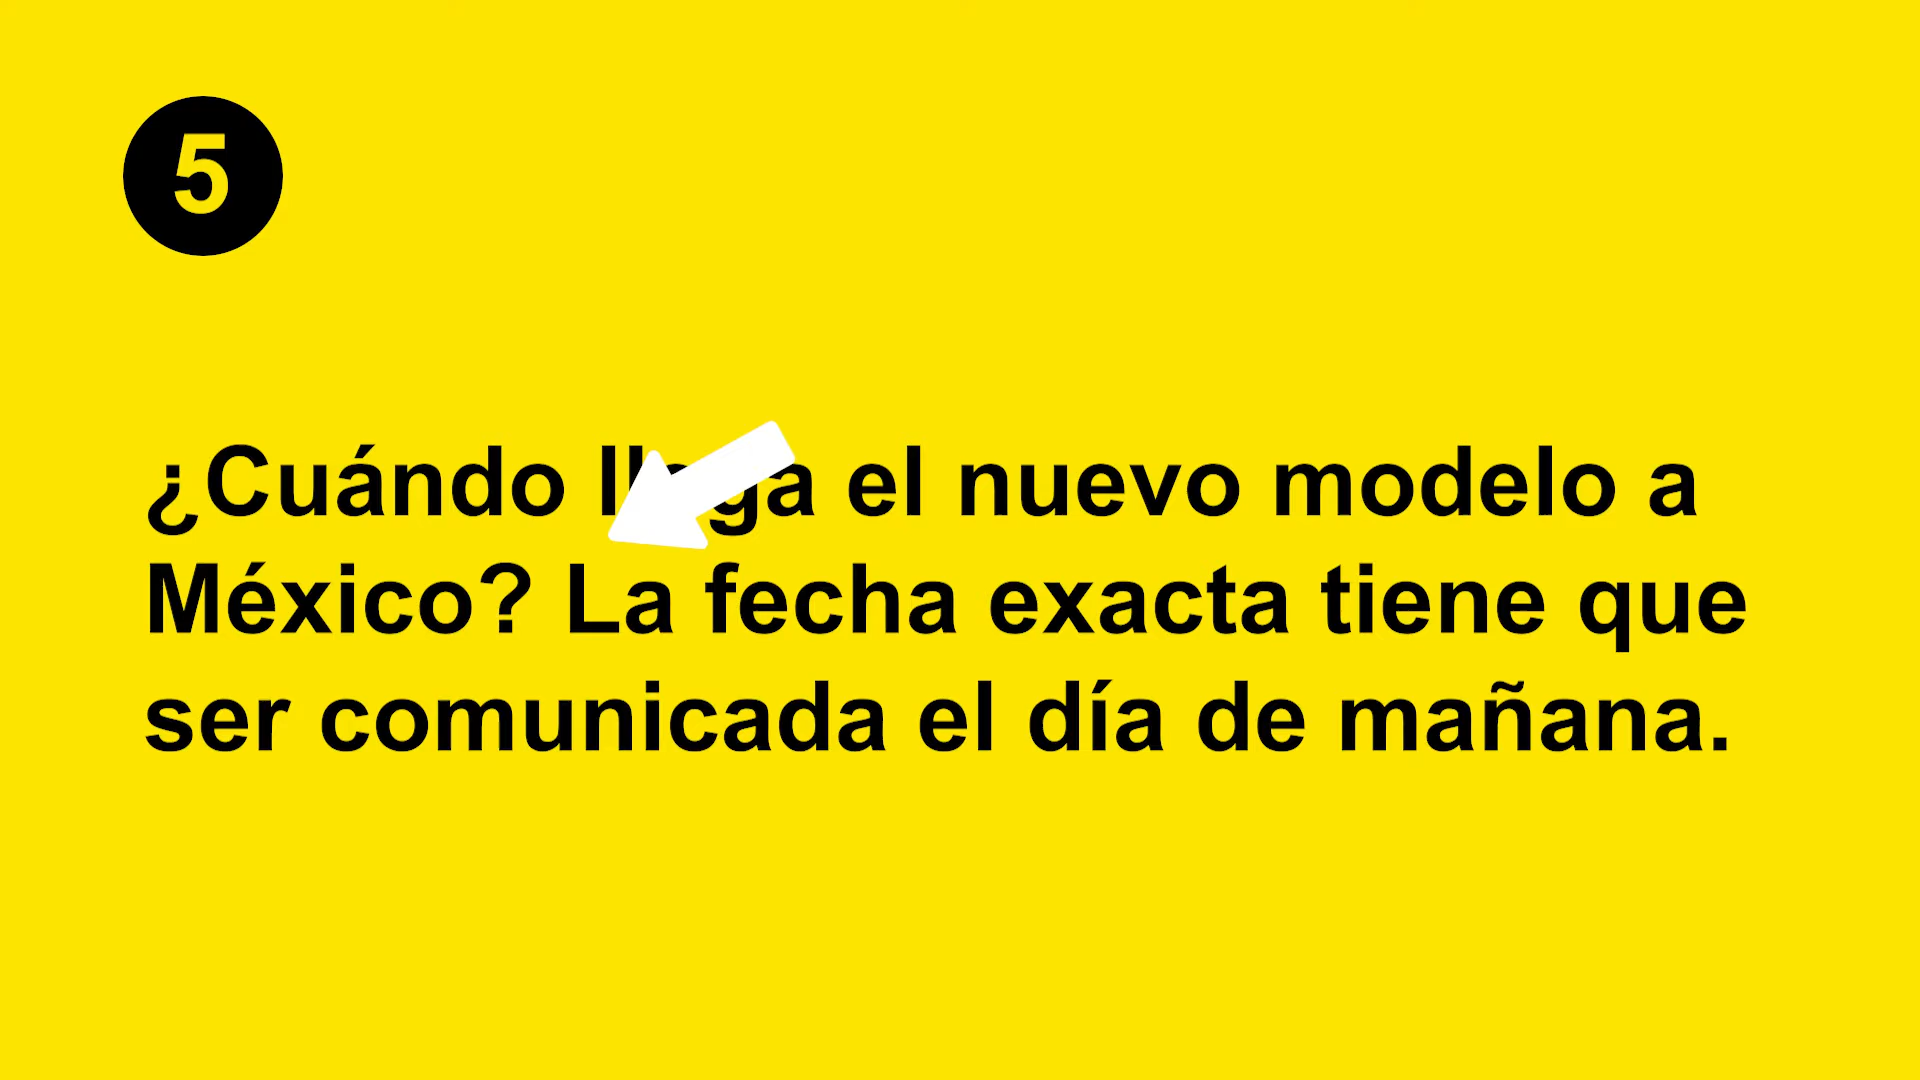 5
¿Cuándo el nuevo modelo a
México? La fecha exacta tiene que
ser comunicada el día de mañana.